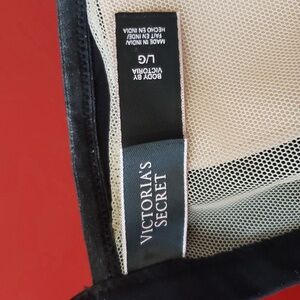 VICTORIA'S
SECRET
BODY BY
VICTORIA
L/G
MADE IN INDIA/
FAIT EN INDE/
HECHO EN INDIA